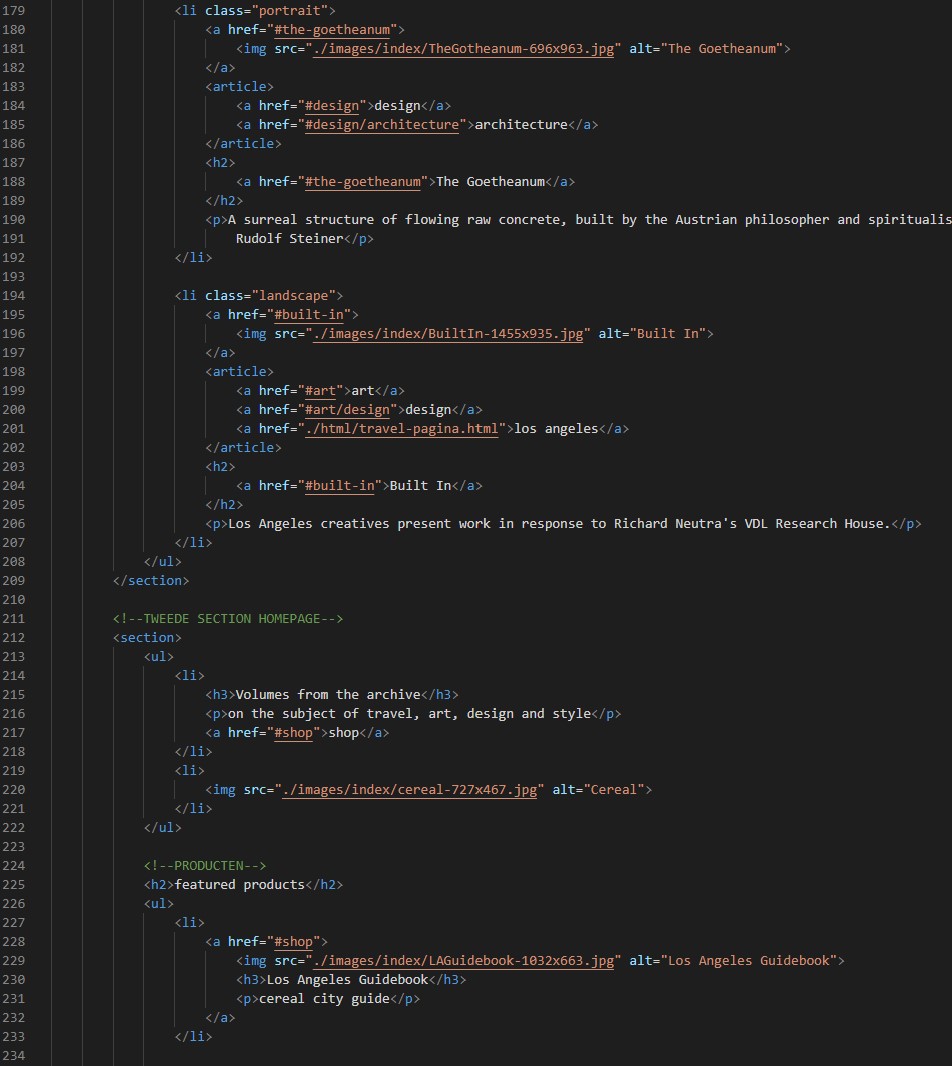 179 <li class="portrait">
180 <a href="#the-goetheanum">
181 <img src="./images/index/TheGotheanum-696x963.jpg" alt="The Goetheanum">
182 </a>
183 <article>
184 <a href="#design">design</a>
185 <a href="#design/architecture">architecture</a>
186 </article>
187 <h2>
188 <a href="#the-goetheanum">The Goetheanum</a>
189 </h2>
190 <p>A surreal structure of flowing raw concrete, built by the Austrian philosopher and spiritualis
191 Rudolf Steiner</p>
192 </li>
193
194 <li class="landscape">
195 <a href="#built-in">
196 <img src="./images/index/BuiltIn-1455x935.jpg" alt="Built In">
197 </a>
198 <article>
199 <a href="#art">art</a>
200 <a href="#art/design">design</a>
201 <a href="./html/travel-pagina.html">los angeles</a>
202 </article>
203 <h2>
204 <a href="#built-in">Built In</a>
205 </h2>
206 <p>Los Angeles creatives present work in response to Richard Neutra's VDL Research House.</p>
207 </li>
208 </ul>
209 </section>
210
211 <!--TWEEDE SECTION HOMEPAGE-->
212 <section>
213 <ul>
214 <li>
215 <h3>Volumes from the archive</h3>
216 <p>on the subject of travel, art, design and style</p>
217 <a href="#shop">shop</a>
218 </li>
219 <li>
220 <img src="./images/index/cereal-727x467.jpg" alt="Cereal">
221 </li>
222 </ul>
223
224 <!--PRODUCTEN-->
225 <h2>featured products</h2>
226 <ul>
227 <li>
228 <a href="#shop">
229 <img src="./images/index/LAGuidebook-1032x663.jpg" alt="Los Angeles Guidebook">
230 <h3>Los Angeles Guidebook</h3>
231 <p>cereal city guide</p>
232 </a>
233 </li>
234